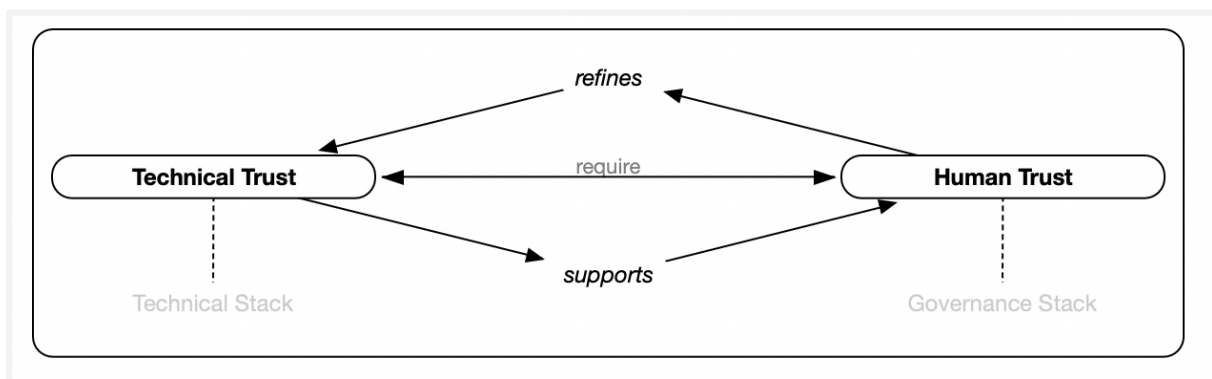 refines
require
Technical Trust
Human Trust
supports
Technical Stack
Governance Stack